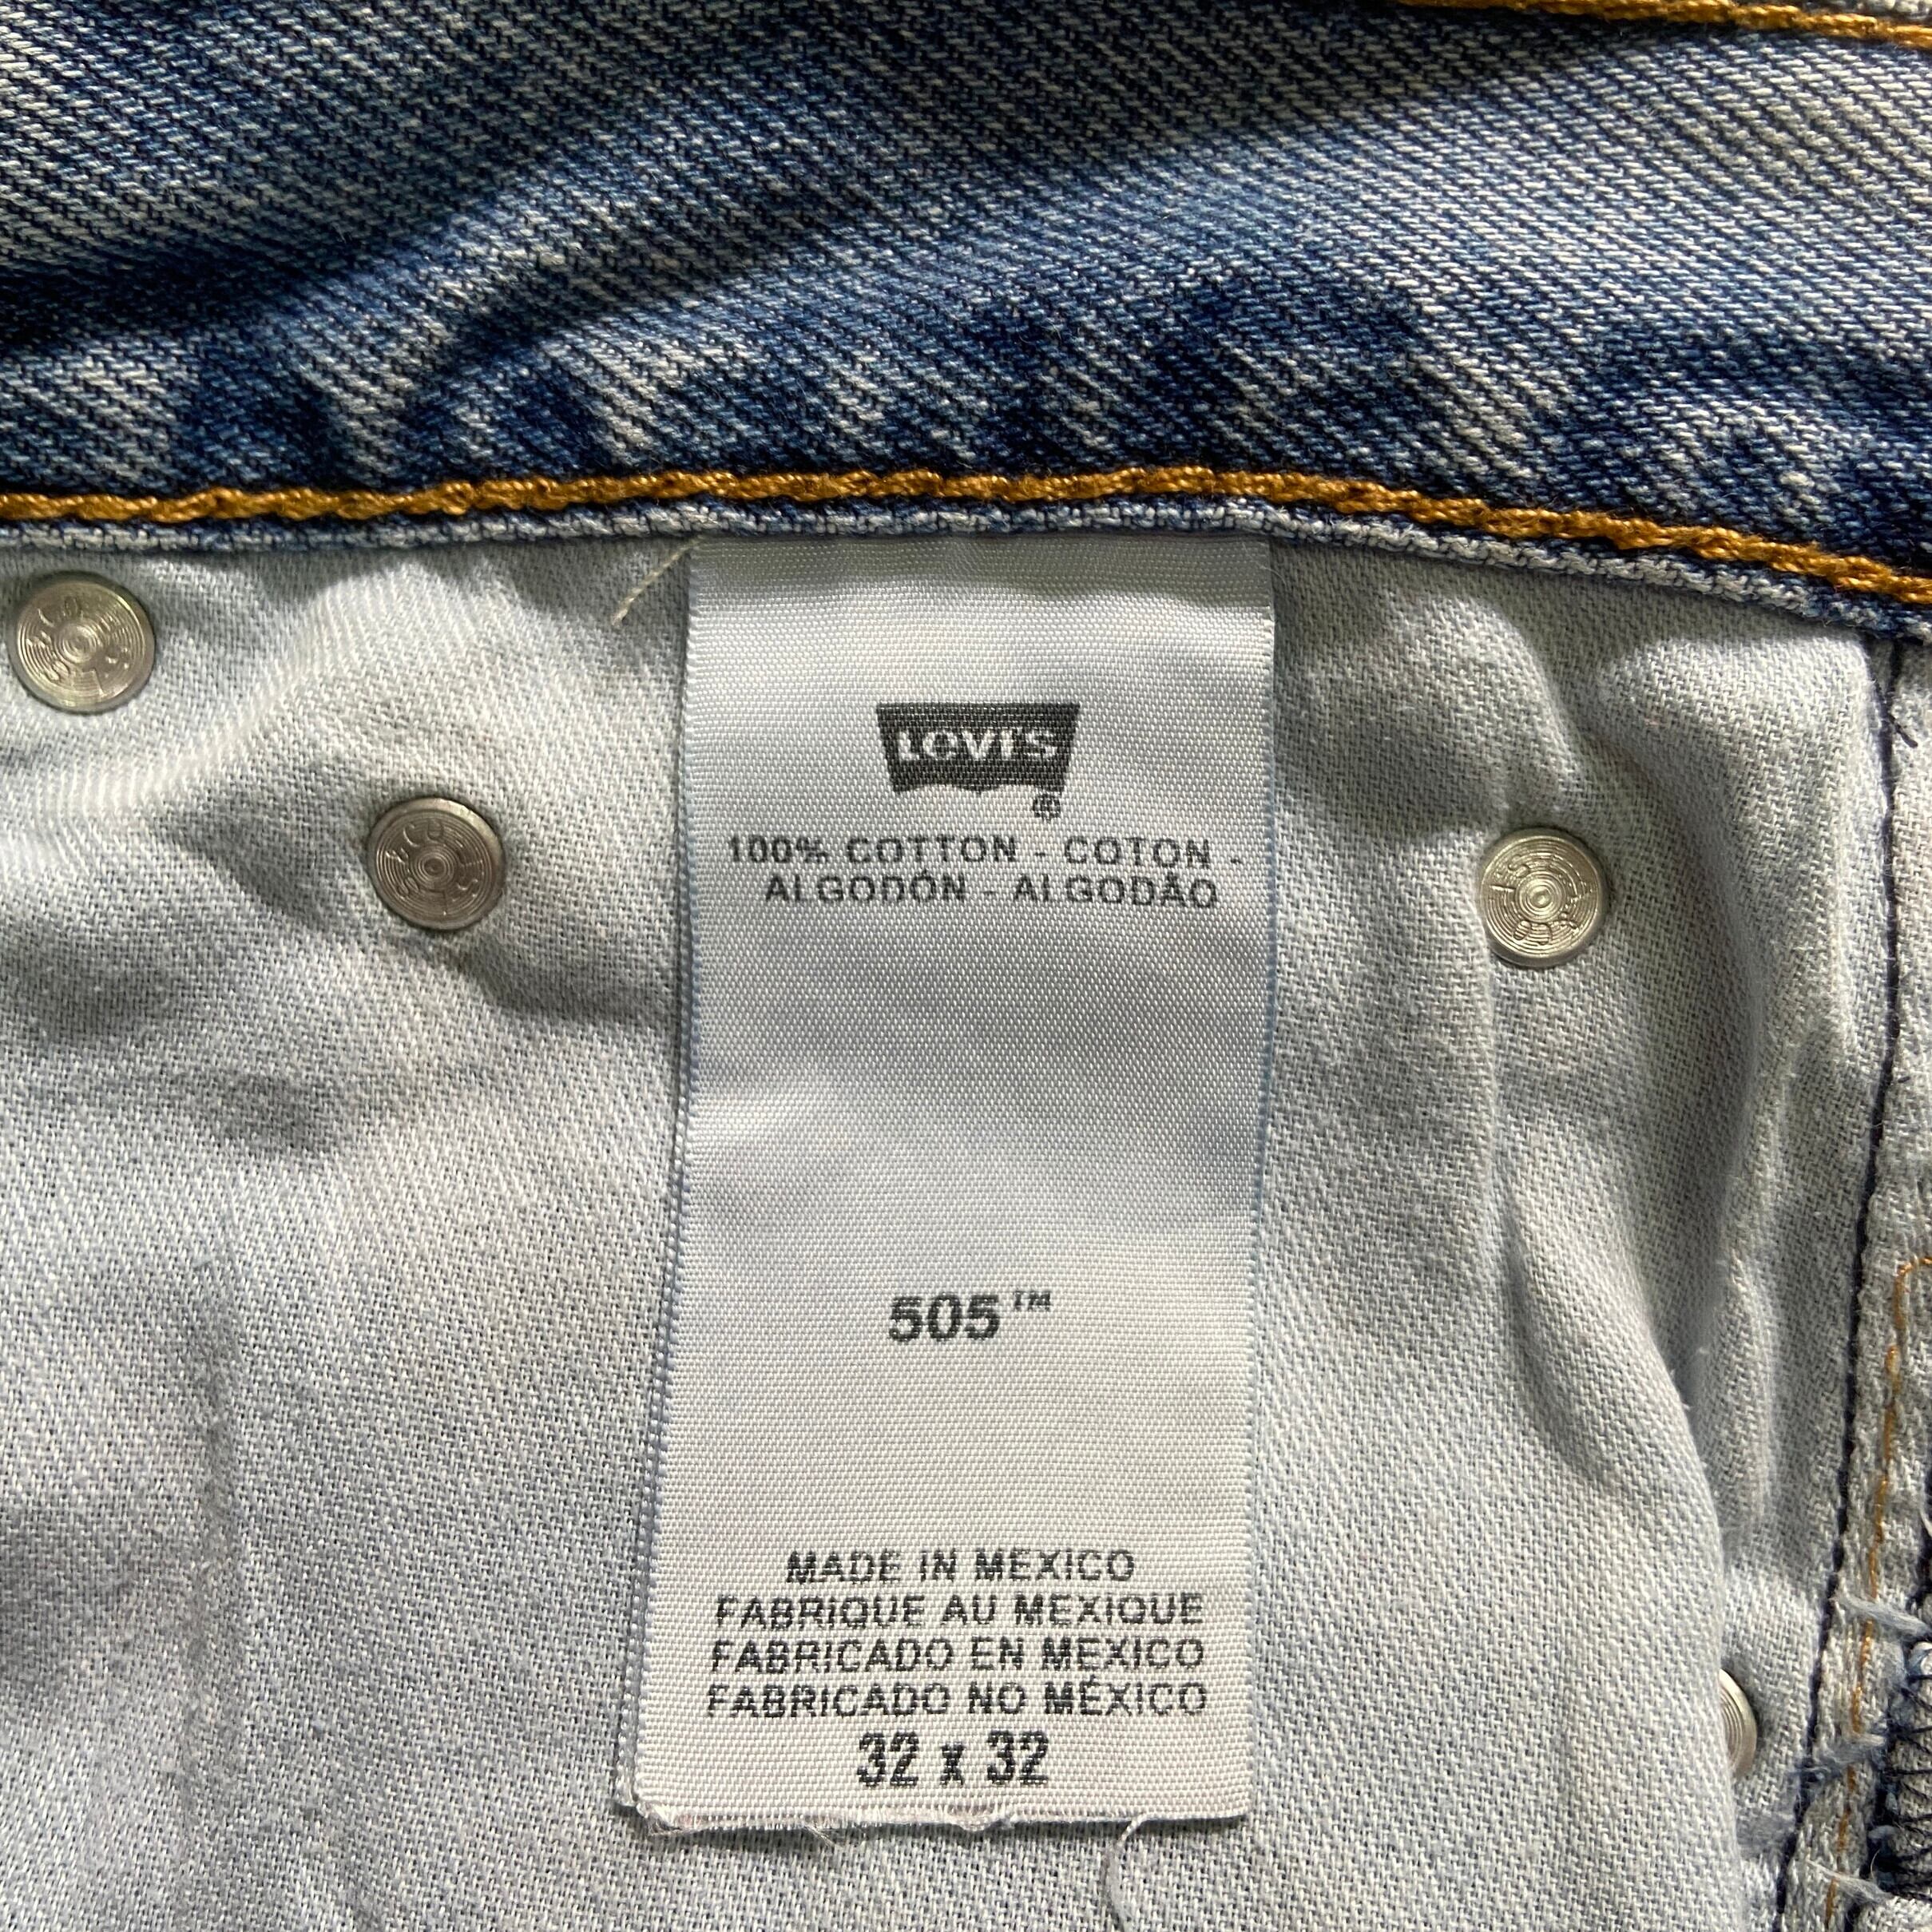 LEVI'S
®
100% COTTON - COTON -
ALGODÓN - ALGODÃO
505™
MADE IN MEXICO
FABRIQUE AU MEXIQUE
FABRICADO EN MEXICO
FABRICADO NO MÉXICO
32 x 32